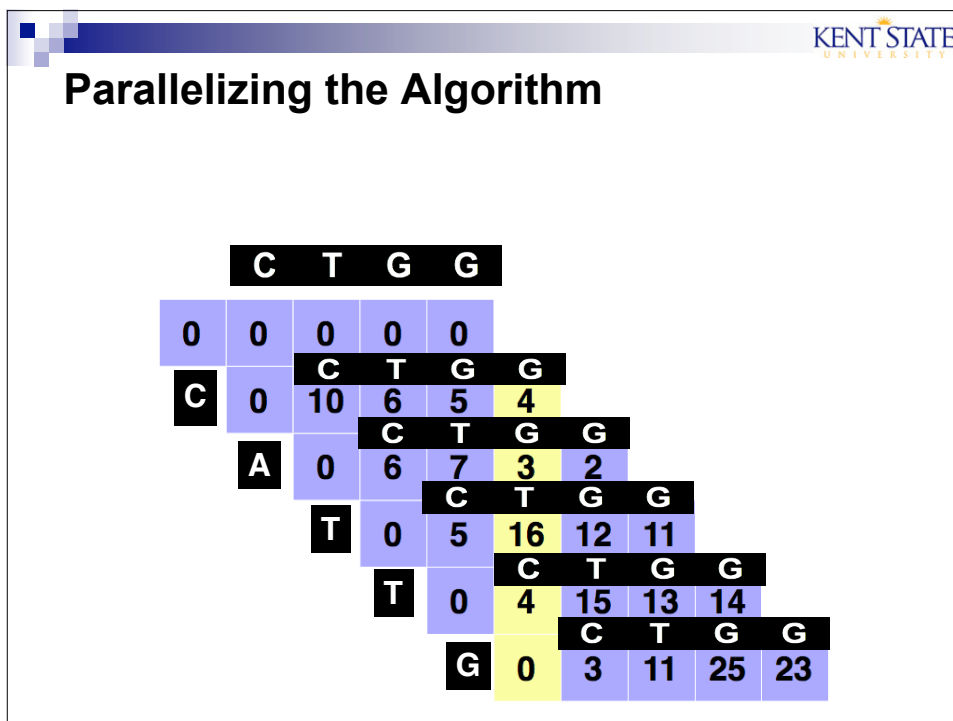 KENT STATE
UNIVERSITY
Parallelizing the Algorithm
C T G G
0 0 0 0 0
C T G G
C 0 10 6 5 4
C T G G
A 0 6 7 3 2
C T G G
T 0 5 16 12 11
C T G G
T 0 4 15 13 14
C T G G
G 0 3 11 25 23